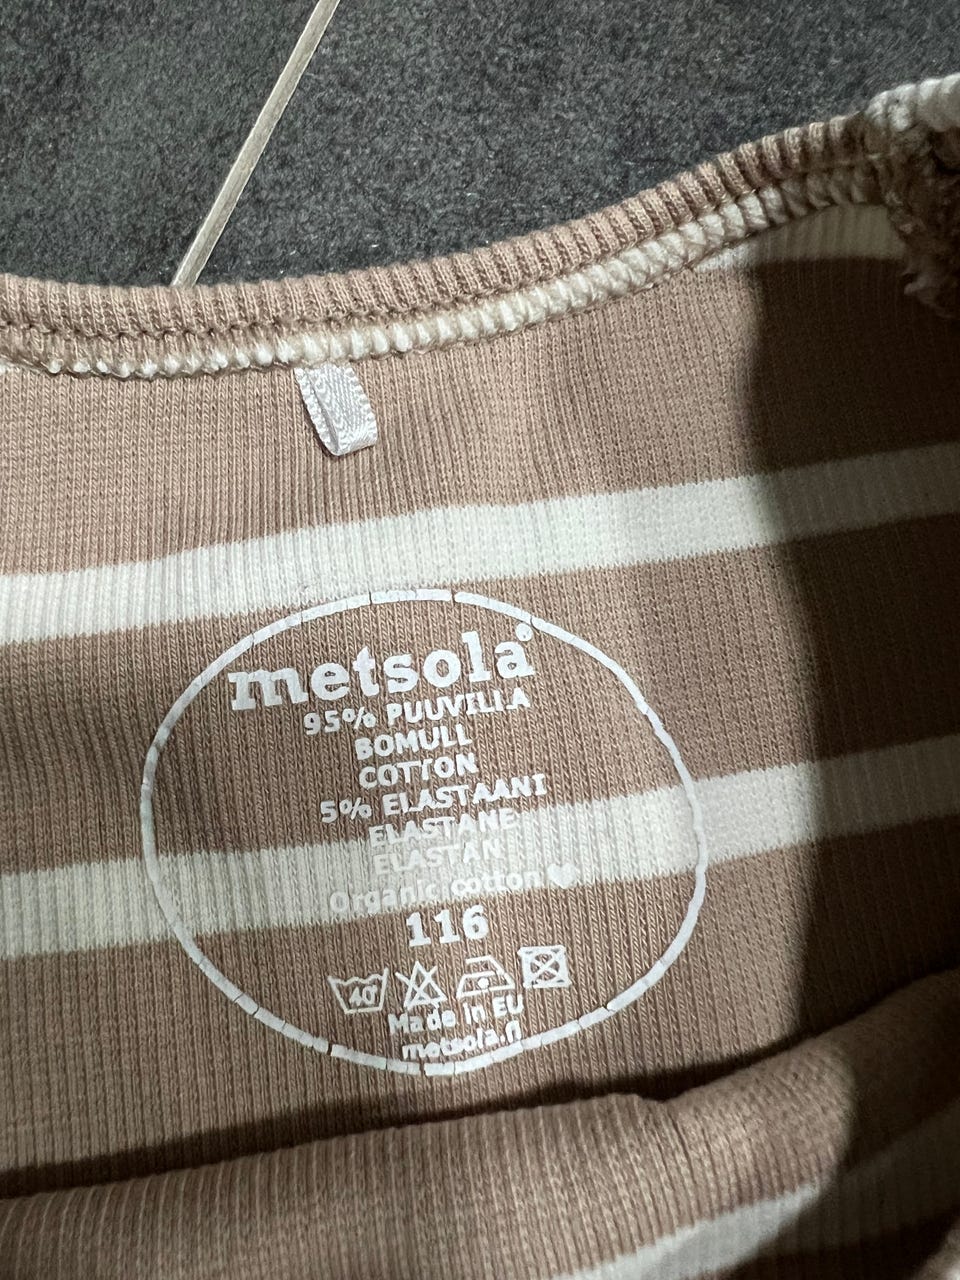 metsola®
95% PUUVILLA
BOMULL
COTTON
5% ELASTAANI
ELASTANE
ELASTAN
Organic cotton
116
40°
Made in EU
metsola.fi